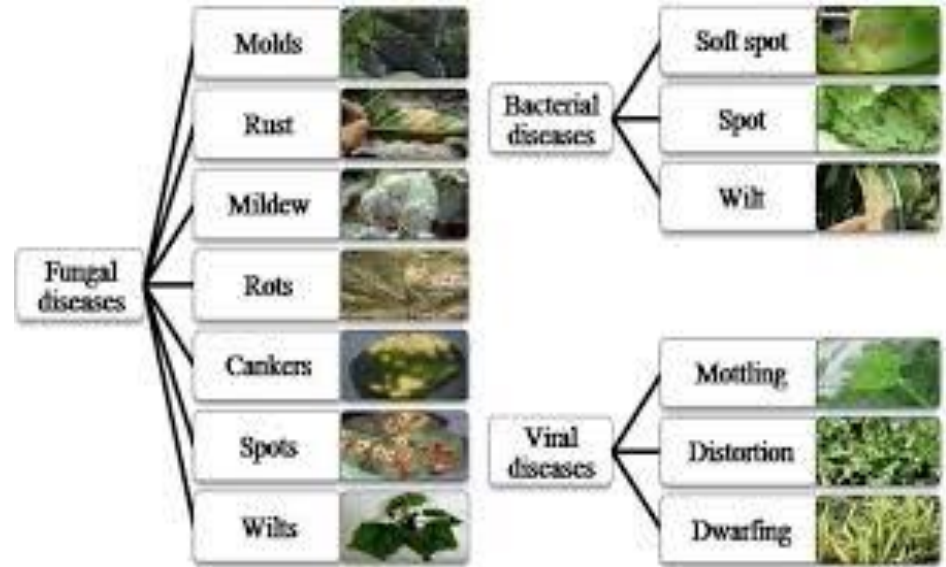 Fungal
diseases
Molds
Rust
Mildew
Rots
Cankers
Spots
Wilts
Bacterial
diseases
Soft spot
Spot
Wilt
Viral
diseases
Mottling
Distortion
Dwarfing